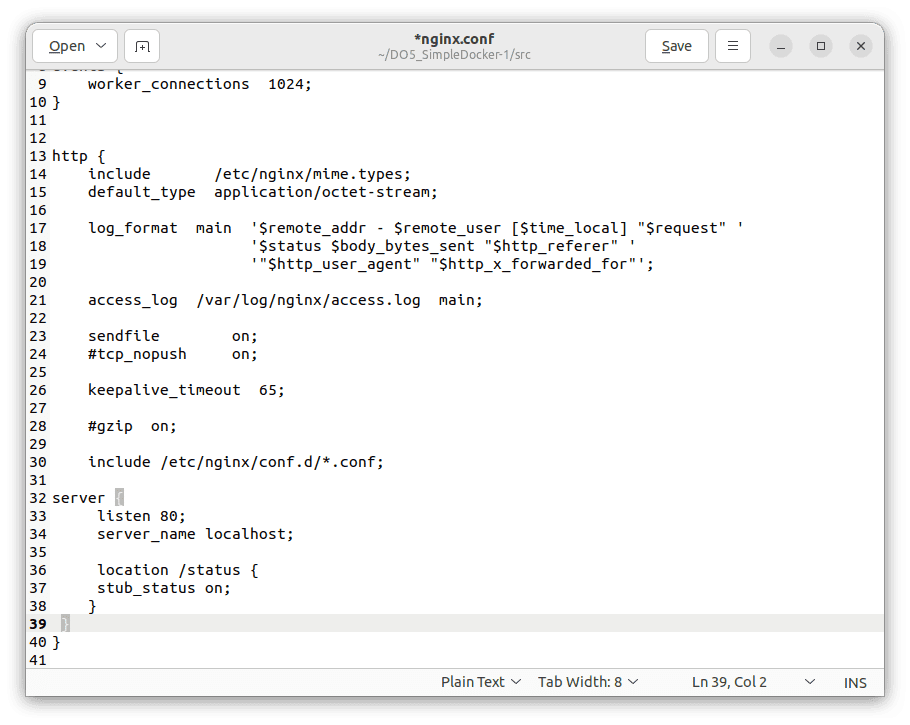 Open
*nginx.conf
~/DO5_SimpleDocker-1/src
Save
9     worker_connections  1024;
10 }
11
12
13 http {
14     include       /etc/nginx/mime.types;
15     default_type  application/octet-stream;
16
17     log_format  main  '$remote_addr - $remote_user [$time_local] "$request" '
18                       '$status $body_bytes_sent "$http_referer" '
19                       '"$http_user_agent" "$http_x_forwarded_for"';
20
21     access_log  /var/log/nginx/access.log  main;
22
23     sendfile        on;
24     #tcp_nopush     on;
25
26     keepalive_timeout  65;
27
28     #gzip  on;
29
30     include /etc/nginx/conf.d/*.conf;
31
32 server {
33      listen 80;
34      server_name localhost;
35
36      location /status {
37      stub_status on;
38     }
39  }
40 }
41
Plain Text
Tab Width: 8
Ln 39, Col 2
INS